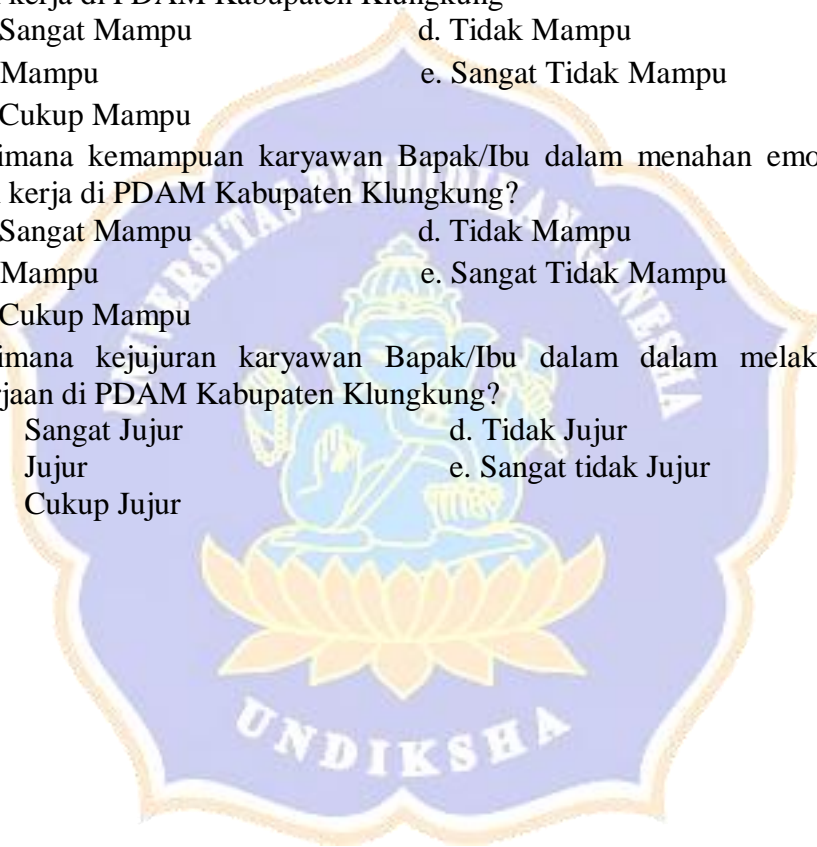 kerja di PDAM Kabupaten Klungkung
Sangat Mampu d. Tidak Mampu
Mampu e. Sangat Tidak Mampu
Cukup Mampu
imana kemampuan karyawan Bapak/Ibu dalam menahan emo
kerja di PDAM Kabupaten Klungkung?
Sangat Mampu d. Tidak Mampu
Mampu e. Sangat Tidak Mampu
Cukup Mampu
imana kejujuran karyawan Bapak/Ibu dalam dalam melak
rjaan di PDAM Kabupaten Klungkung?
Sangat Jujur d. Tidak Jujur
Jujur e. Sangat tidak Jujur
Cukup Jujur
UNIVERSITAS PENDIDIKAN GANESHA
UNDIKSHA